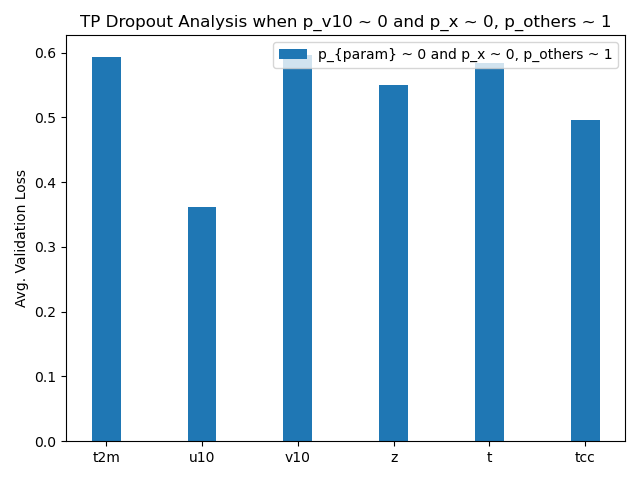 TP Dropout Analysis when p_v10 ~ 0 and p_x ~ 0, p_others ~ 1
p_{param} ~ 0 and p_x ~ 0, p_others ~ 1
Avg. Validation Loss
0.6
0.5
0.4
0.3
0.2
0.1
0.0
t2m u10 v10 z t tcc